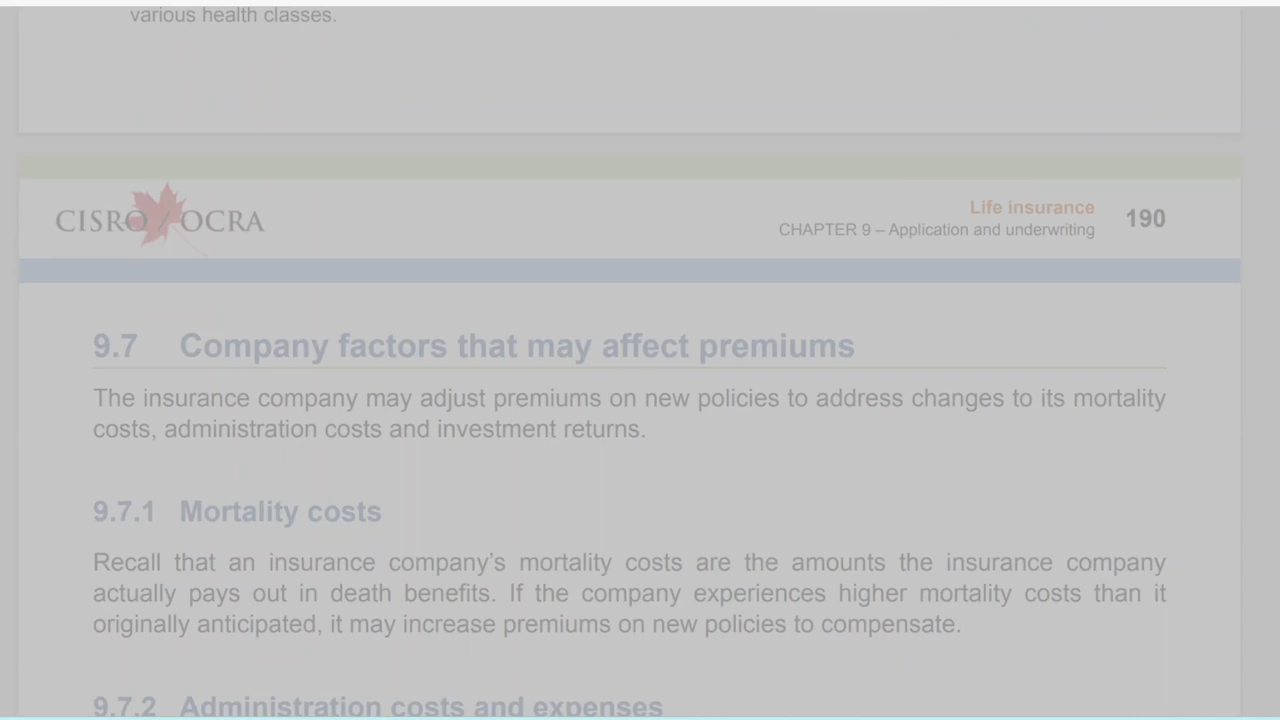 various health classes.
CISRO / OCRA
Life insurance
CHAPTER 9 – Application and underwriting
190
9.7 Company factors that may affect premiums
The insurance company may adjust premiums on new policies to address changes to its mortality
costs, administration costs and investment returns.
9.7.1 Mortality costs
Recall that an insurance company’s mortality costs are the amounts the insurance company
actually pays out in death benefits. If the company experiences higher mortality costs than it
originally anticipated, it may increase premiums on new policies to compensate.
9.7.2 Administration costs and expenses